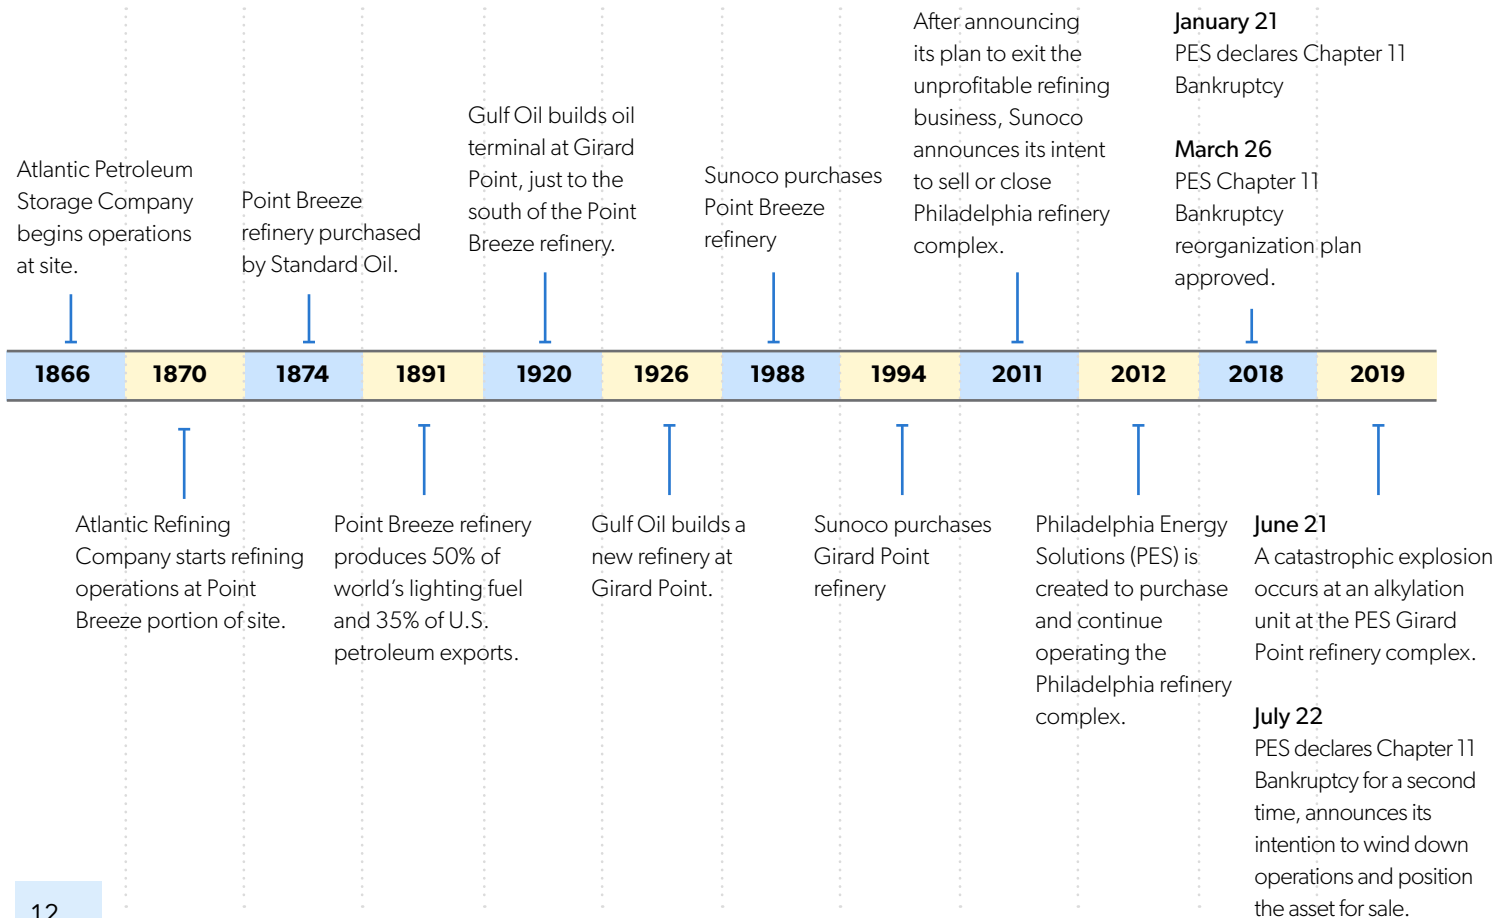 Atlantic Petroleum
Storage Company
begins operations
at site.
Point Breeze
refinery purchased
by Standard Oil.
Gulf Oil builds oil
terminal at Girard
Point, just to the
south of the Point
Breeze refinery.
Sunoco purchases
Point Breeze
refinery
After announcing
its plan to exit the
unprofitable refining
business, Sunoco
announces its intent
to sell or close
Philadelphia refinery
complex.
January 21
PES declares Chapter 11
Bankruptcy
March 26
PES Chapter 11
Bankruptcy
reorganization plan
approved.
1866 1870 1874 1891 1920 1926 1988 1994 2011 2012 2018 2019
Atlantic Refining
Company starts refining
operations at Point
Breeze portion of site.
Point Breeze refinery
produces 50% of
world's lighting fuel
and 35% of U.S.
petroleum exports.
Gulf Oil builds a
new refinery at
Girard Point.
Sunoco purchases
Girard Point
refinery
Philadelphia Energy
Solutions (PES) is
created to purchase
and continue
operating the
Philadelphia refinery
complex.
June 21
A catastrophic explosion
occurs at an alkylation
unit at the PES Girard
Point refinery complex.
July 22
PES declares Chapter 11
Bankruptcy for a second
time, announces its
intention to wind down
operations and position
the asset for sale.
12